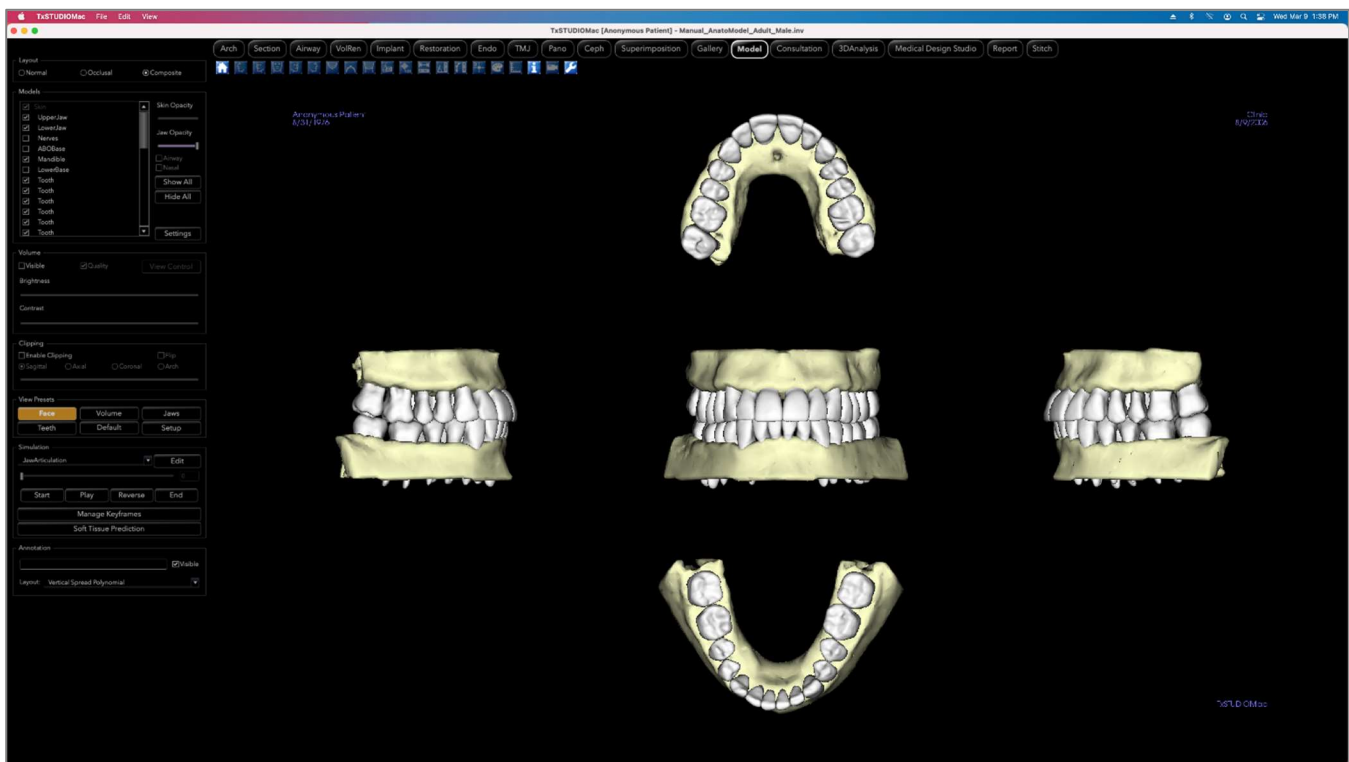 TxSTUDIOMac File Edit View
Wed Mar 9 1:38 PM
TxSTUDIOMac [Anonymous Patient] - Manual_AnatoModel_Adult_Male.inv
Arch Section Airway VolRen Implant Restoration Endo TMJ Pano Ceph Superimposition Gallery Model Consultation 3DAnalysis Medical Design Studio Report Stitch
Layout
Normal Occlusal Composite
Models
Skin Skin Opacity
UpperJaw
LowerJaw Jaw Opacity
Nerves
ABOBase
Mandible Airway
LowerBase Nasal
Tooth Show All
Tooth Hide All
Tooth
Tooth
Tooth
Tooth Settings
Volume
Visible Quality View Control
Brightness
Contrast
Clipping
Enable Clipping Flip
Sagittal Axial Coronal Arch
View Presets
Face Volume Jaws
Teeth Default Setup
Simulation
JawArticulation Edit
0
Start Play Reverse End
Manage Keyframes
Soft Tissue Prediction
Annotation
Visible
Layout: Vertical Spread Polynomial
Anonymous Patient
Clinic
TxSTUDIOMac